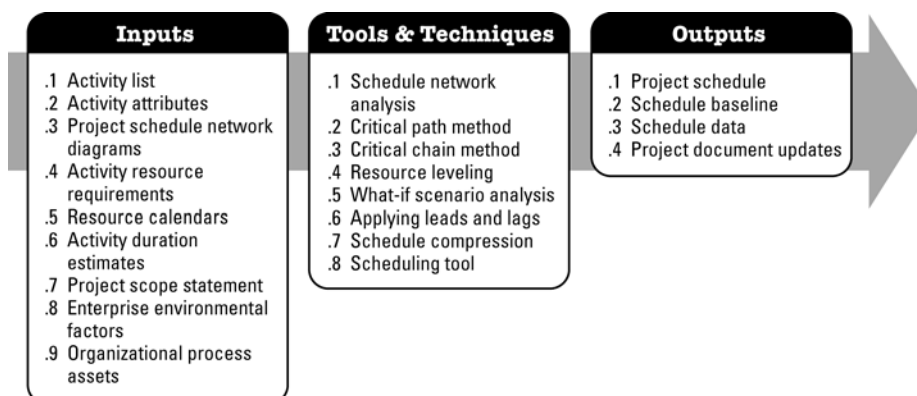 Inputs
.1 Activity list
.2 Activity attributes
.3 Project schedule network
diagrams
.4 Activity resource
requirements
.5 Resource calendars
.6 Activity duration
estimates
.7 Project scope statement
.8 Enterprise environmental
factors
.9 Organizational process
assets
Tools & Techniques
.1 Schedule network
analysis
.2 Critical path method
.3 Critical chain method
.4 Resource leveling
.5 What-if scenario analysis
.6 Applying leads and lags
.7 Schedule compression
.8 Scheduling tool
Outputs
.1 Project schedule
.2 Schedule baseline
.3 Schedule data
.4 Project document updates